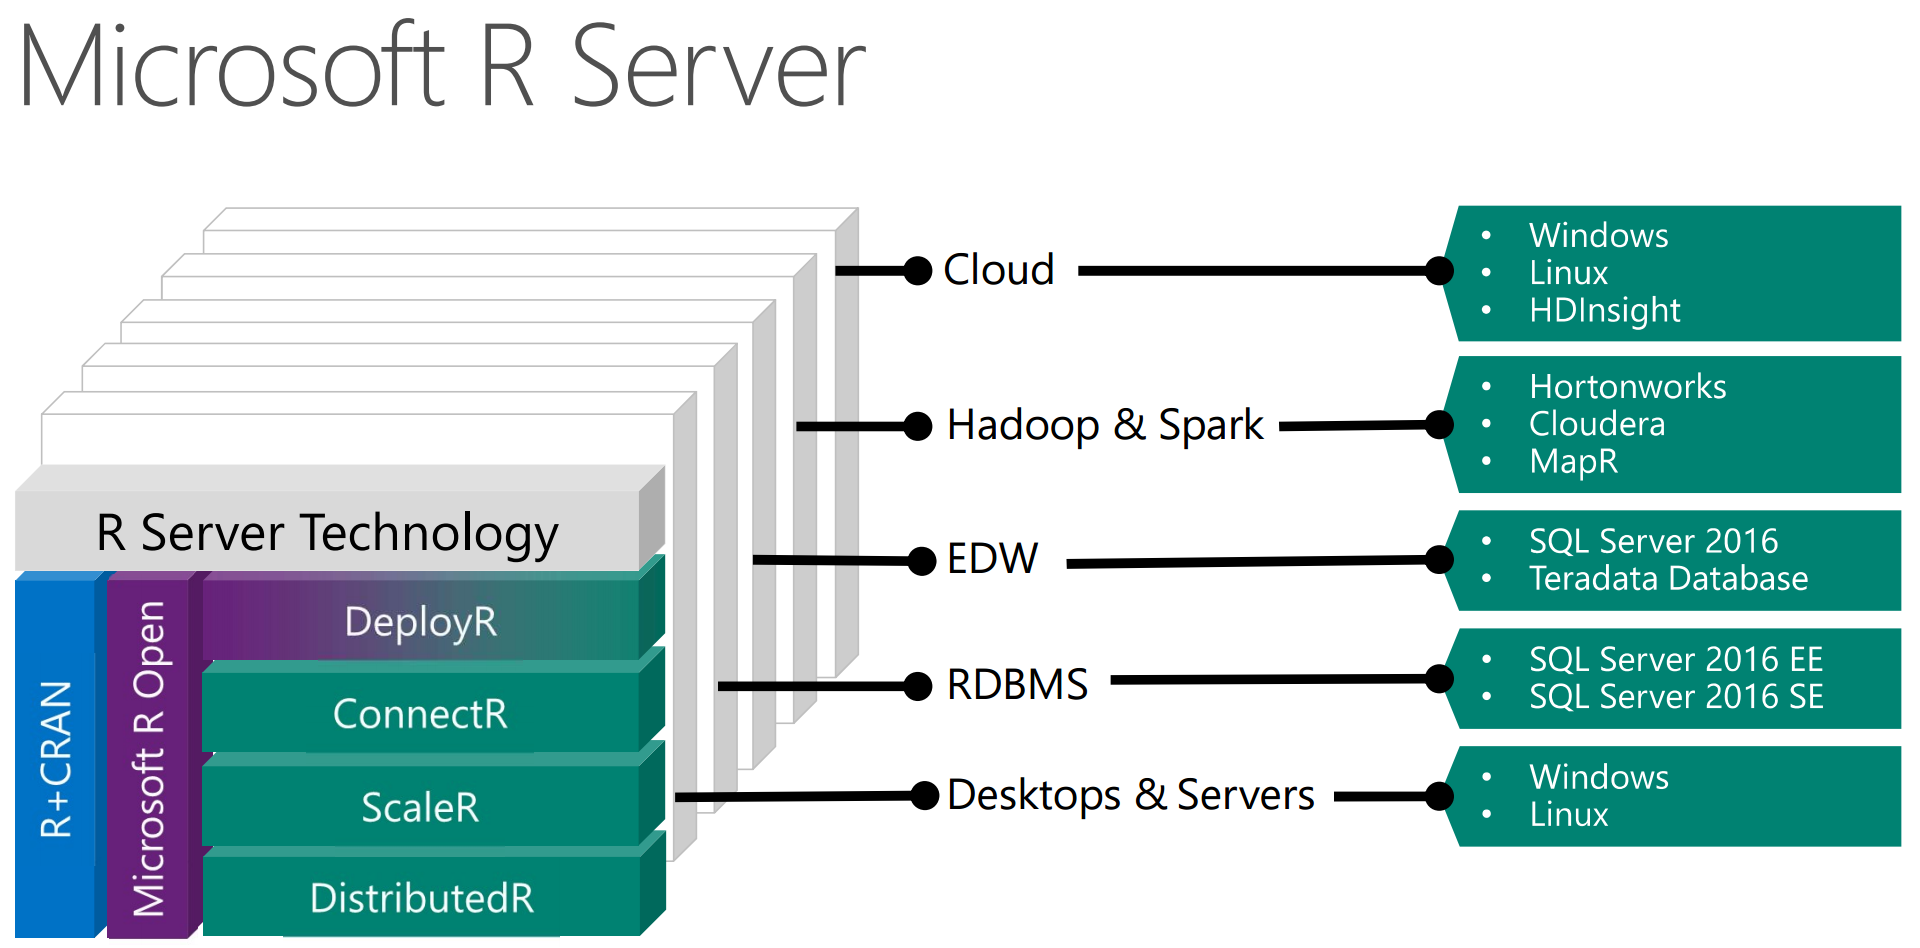 Microsoft R Server
R Server Technology
R+CRAN
Microsoft R Open
DeployR
ConnectR
ScaleR
DistributedR
Cloud
• Windows
• Linux
• HDInsight
Hadoop & Spark
• Hortonworks
• Cloudera
• MapR
EDW
• SQL Server 2016
• Teradata Database
RDBMS
• SQL Server 2016 EE
• SQL Server 2016 SE
Desktops & Servers
• Windows
• Linux